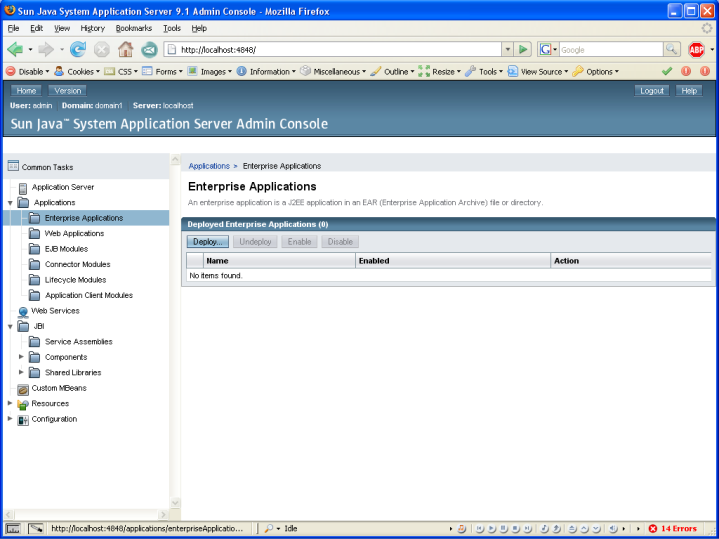 Sun Java System Application Server 9.1 Admin Console - Mozilla Firefox
File Edit View History Bookmarks Tools Help
http://localhost:4848/ G Google ABP
Disable Cookies CSS Forms Images Information Miscellaneous Outline Resize Tools View Source Options
Home Version Logout Help
User: admin Domain: domain1 Server: localhost
Sun Java™ System Application Server Admin Console
Common Tasks
Application Server
Applications
Enterprise Applications
Web Applications
EJB Modules
Connector Modules
Lifecycle Modules
Application Client Modules
Web Services
JBI
Service Assemblies
Components
Shared Libraries
Custom MBeans
Resources
Configuration
Applications > Enterprise Applications
Enterprise Applications
An enterprise application is a J2EE application in an EAR (Enterprise Application Archive) file or directory.
Deployed Enterprise Applications (0)
Deploy... Undeploy Enable Disable
Name Enabled Action
No items found.
http://localhost:4848/applications/enterpriseApplicatio... Idle 14 Errors